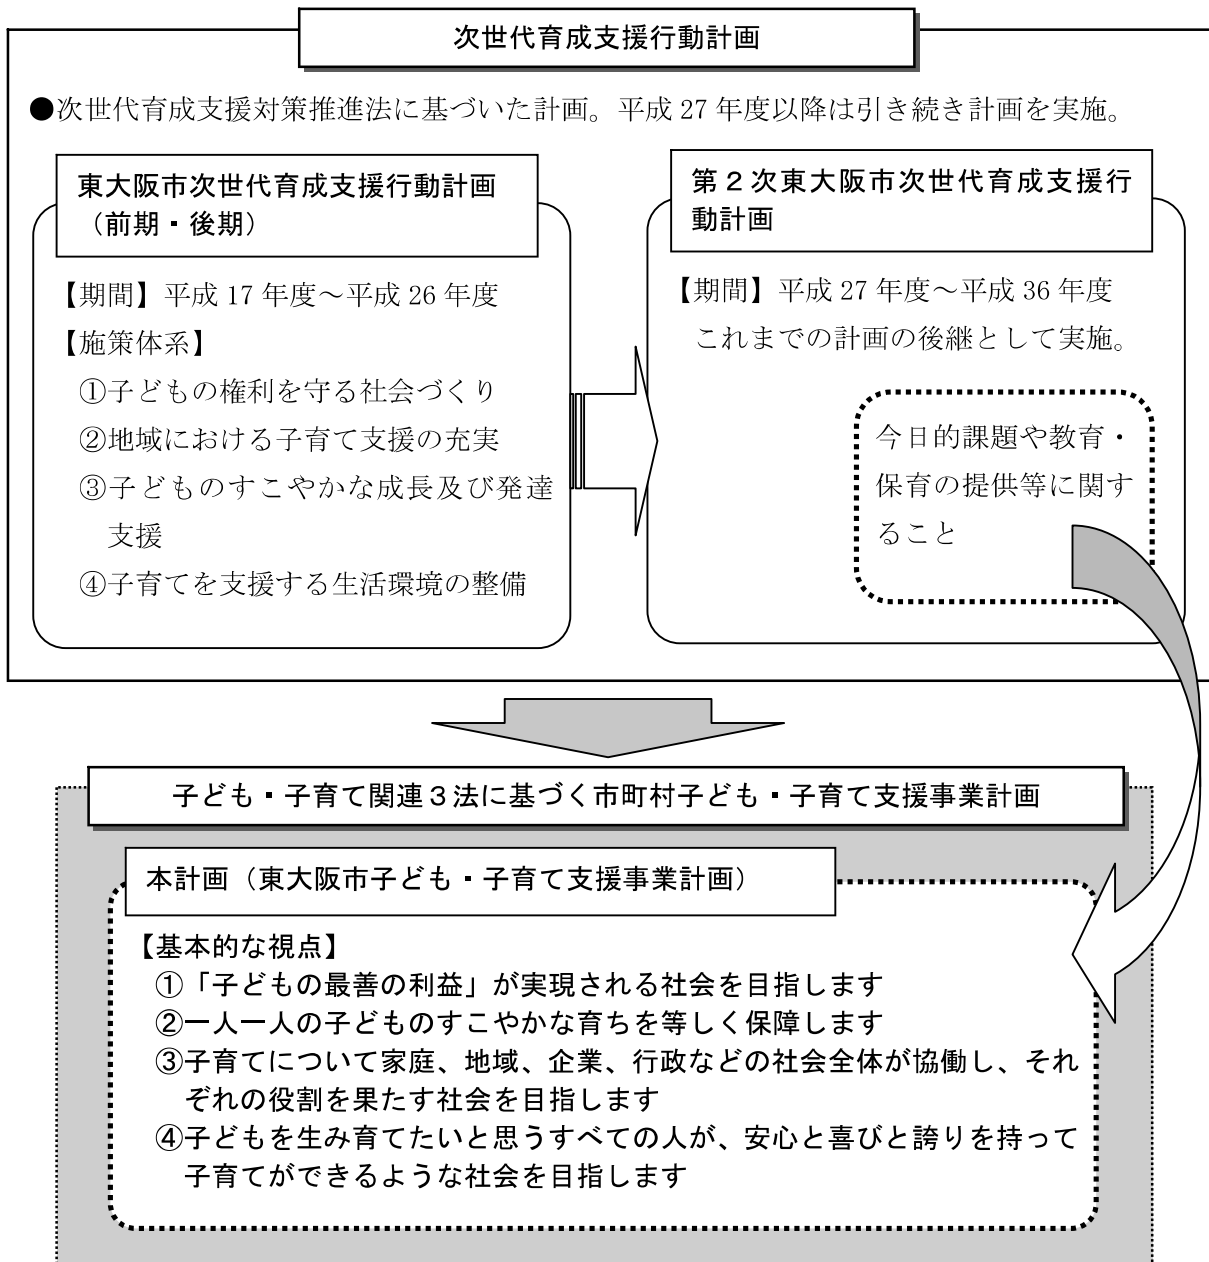 次世代育成支援行動計画
●次世代育成支援対策推進法に基づいた計画。平成 27 年度以降は引き続き計画を実施。
東大阪市次世代育成支援行動計画
（前期・後期）
【期間】平成 17 年度～平成 26 年度
【施策体系】
①子どもの権利を守る社会づくり
②地域における子育て支援の充実
③子どものすこやかな成長及び発達
支援
④子育てを支援する生活環境の整備
第２次東大阪市次世代育成支援行
動計画
【期間】平成 27 年度～平成 36 年度
これまでの計画の後継として実施。
今日的課題や教育・
保育の提供等に関す
ること
子ども・子育て関連３法に基づく市町村子ども・子育て支援事業計画
本計画（東大阪市子ども・子育て支援事業計画）
【基本的な視点】
①「子どもの最善の利益」が実現される社会を目指します
②一人一人の子どものすこやかな育ちを等しく保障します
③子育てについて家庭、地域、企業、行政などの社会全体が協働し、それ
ぞれの役割を果たす社会を目指します
④子どもを生み育てたいと思うすべての人が、安心と喜びと誇りを持って
子育てができるような社会を目指します